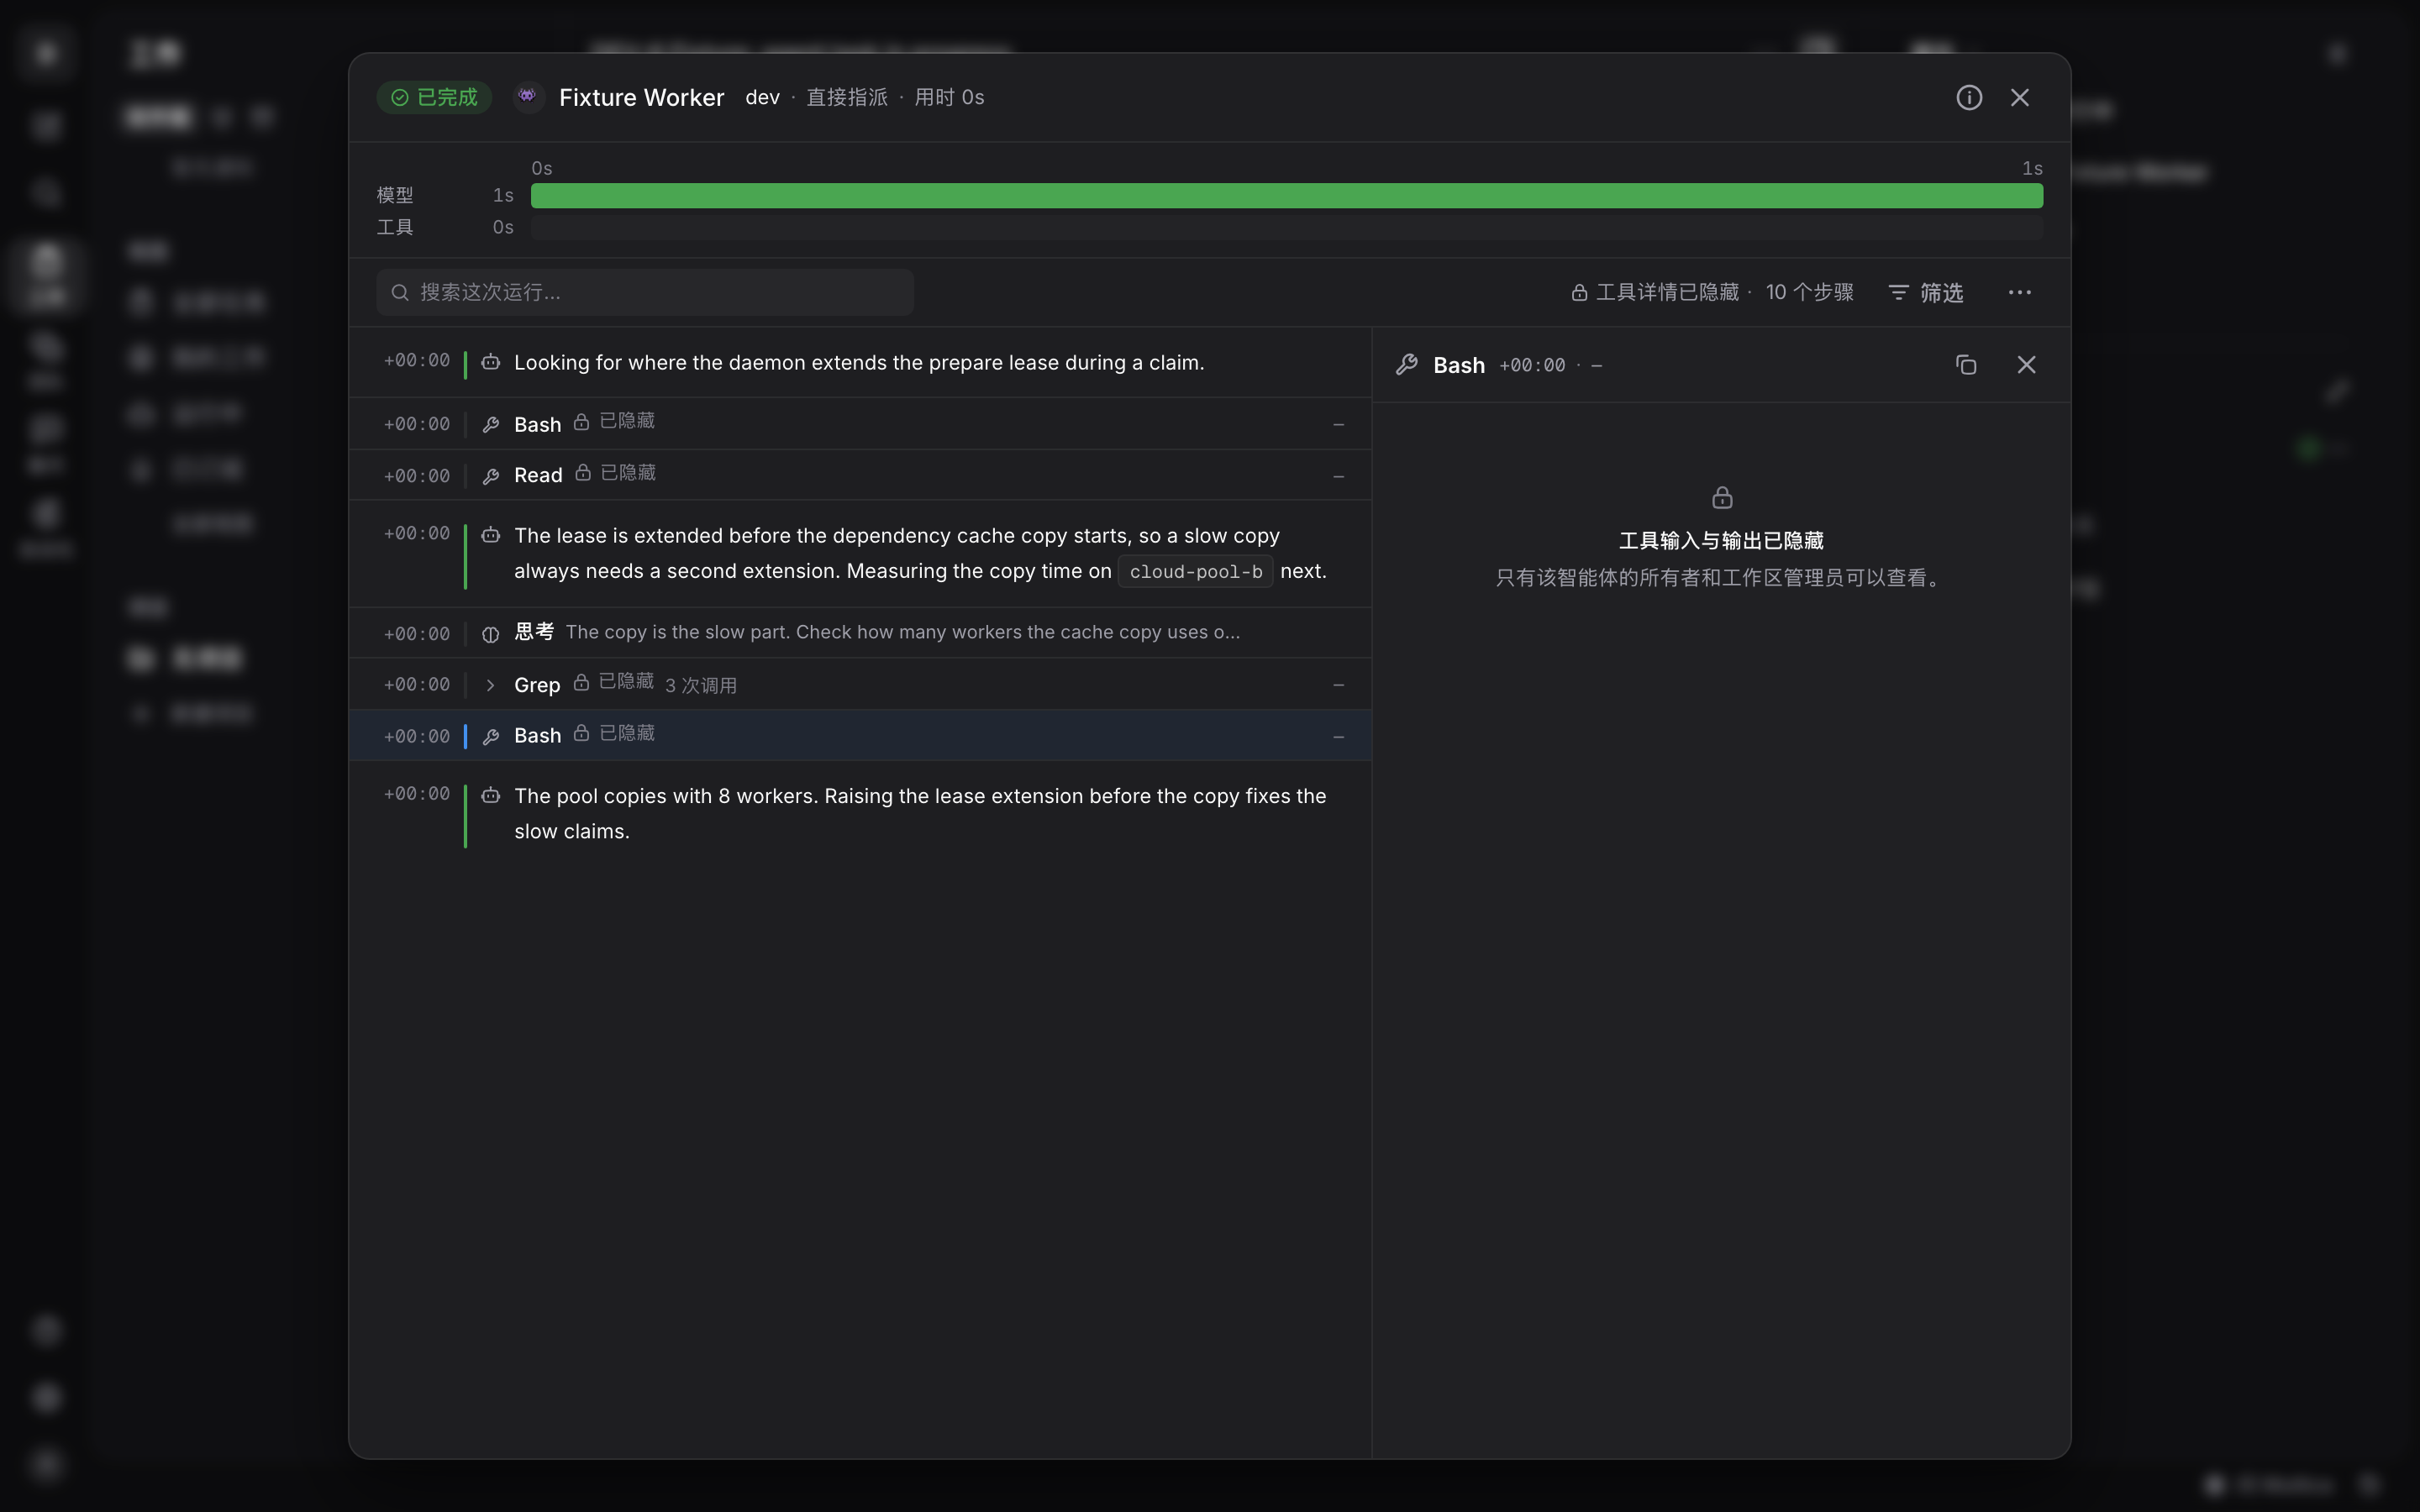 已完成 Fixture Worker dev · 直接指派 · 用时 0s
0s 1s
模型 1s
工具 0s
搜索这次运行... 工具详情已隐藏 · 10 个步骤 筛选
+00:00 Looking for where the daemon extends the prepare lease during a claim.
+00:00 Bash 已隐藏 –
+00:00 Read 已隐藏 –
+00:00 The lease is extended before the dependency cache copy starts, so a slow copy
always needs a second extension. Measuring the copy time on cloud-pool-b next.
+00:00 思考 The copy is the slow part. Check how many workers the cache copy uses o...
+00:00 Grep 已隐藏 3 次调用 –
+00:00 Bash 已隐藏 –
+00:00 The pool copies with 8 workers. Raising the lease extension before the copy fixes the
slow claims.
Bash +00:00 · –
工具输入与输出已隐藏
只有该智能体的所有者和工作区管理员可以查看。